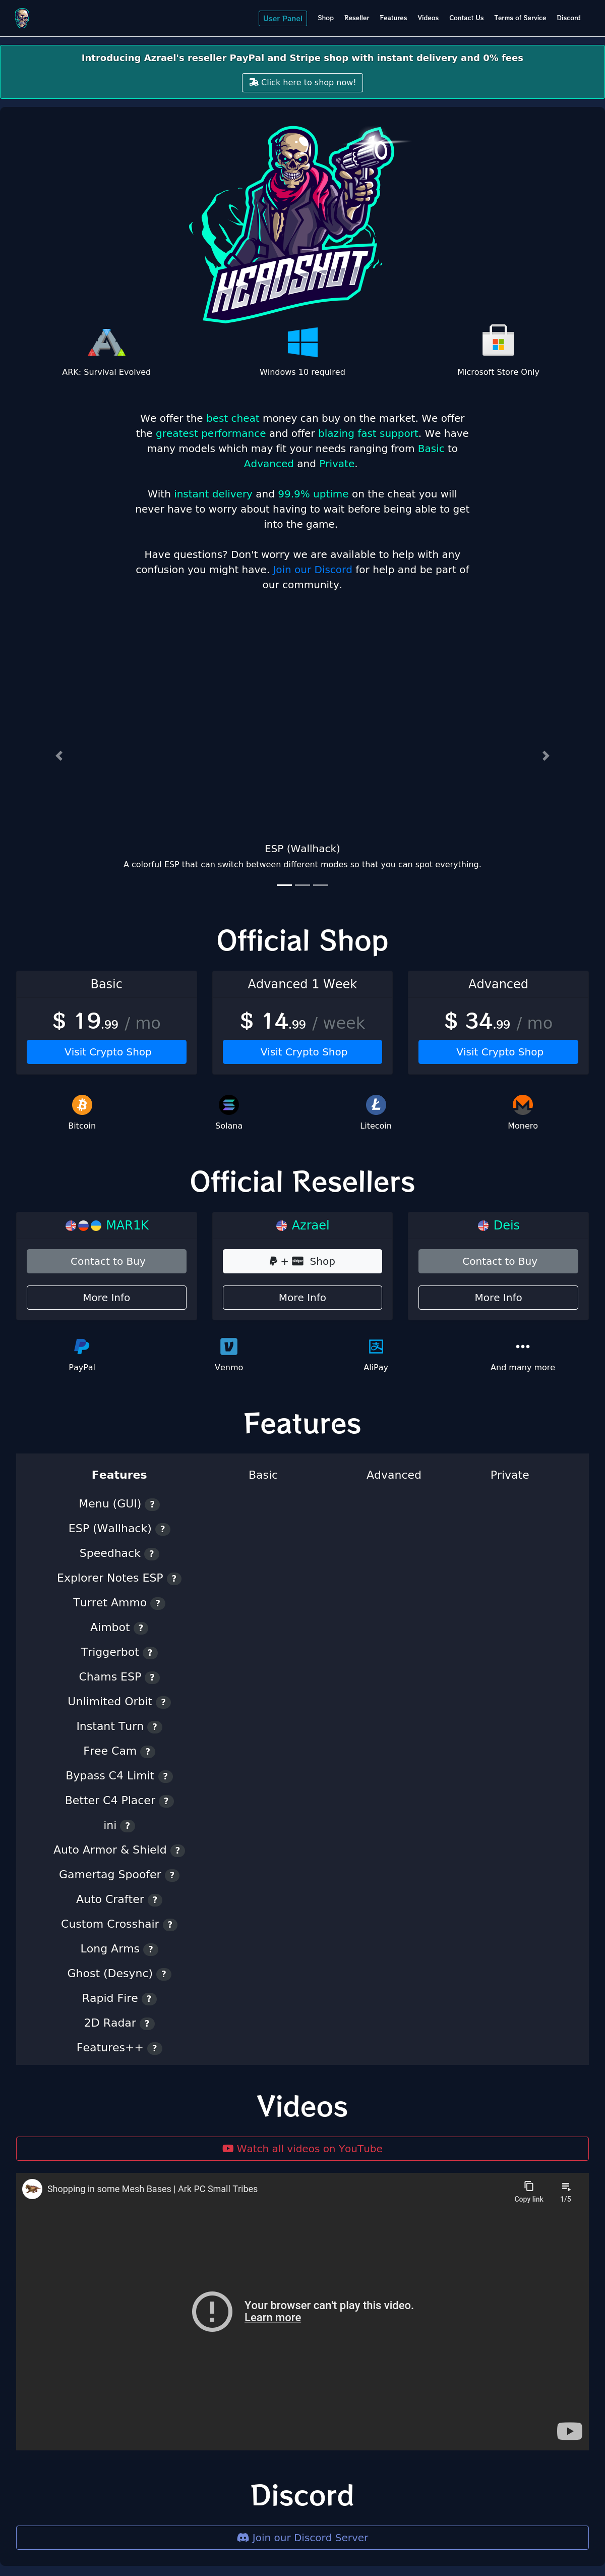 User Panel
Shop
Reseller
Features
Videos
Contact Us
Terms of Service
Discord
Introducing Azrael's reseller PayPal and Stripe shop with instant delivery and 0% fees
Click here to shop now!
HEADSHOT
ARK: Survival Evolved
Windows 10 required
Microsoft Store Only
We offer the best cheat money can buy on the market. We offer
the greatest performance and offer blazing fast support. We have
many models which may fit your needs ranging from Basic to
Advanced and Private.
With instant delivery and 99.9% uptime on the cheat you will
never have to worry about having to wait before being able to get
into the game.
Have questions? Don't worry we are available to help with any
confusion you might have. Join our Discord for help and be part of
our community.
ESP (Wallhack)
A colorful ESP that can switch between different modes so that you can spot everything.
Official Shop
Basic
$ 19.99 / mo
Visit Crypto Shop
Advanced 1 Week
$ 14.99 / week
Visit Crypto Shop
Advanced
$ 34.99 / mo
Visit Crypto Shop
Bitcoin
Solana
Litecoin
Monero
Official Resellers
MAR1K
Contact to Buy
More Info
Azrael
+ stripe Shop
More Info
Deis
Contact to Buy
More Info
PayPal
Venmo
AliPay
And many more
Features
Features Basic Advanced Private
Menu (GUI) ?
ESP (Wallhack) ?
Speedhack ?
Explorer Notes ESP ?
Turret Ammo ?
Aimbot ?
Triggerbot ?
Chams ESP ?
Unlimited Orbit ?
Instant Turn ?
Free Cam ?
Bypass C4 Limit ?
Better C4 Placer ?
ini ?
Auto Armor & Shield ?
Gamertag Spoofer ?
Auto Crafter ?
Custom Crosshair ?
Long Arms ?
Ghost (Desync) ?
Rapid Fire ?
2D Radar ?
Features++ ?
Videos
Watch all videos on YouTube
Shopping in some Mesh Bases | Ark PC Small Tribes
Copy link
1/5
Your browser can't play this video.
Learn more
Discord
Join our Discord Server